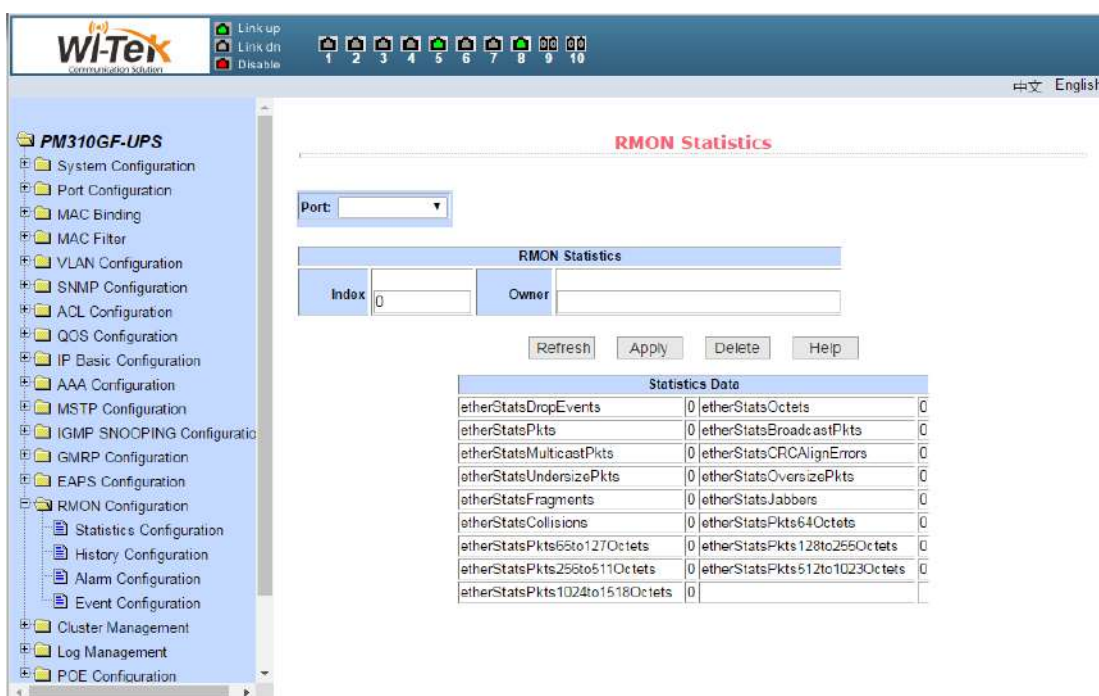 Wi-Tek
Communication Solution
Link up
Link dn
Disable
1 2 3 4 5 6 7 8 9 10
中文 English
PM310GF-UPS
System Configuration
Port Configuration
MAC Binding
MAC Filter
VLAN Configuration
SNMP Configuration
ACL Configuration
QOS Configuration
IP Basic Configuration
AAA Configuration
MSTP Configuration
IGMP SNOOPING Configuratio
GMRP Configuration
EAPS Configuration
RMON Configuration
Statistics Configuration
History Configuration
Alarm Configuration
Event Configuration
Cluster Management
Log Management
POE Configuration
RMON Statistics
Port:
RMON Statistics
Index 0 Owner
Refresh Apply Delete Help
Statistics Data
etherStatsDropEvents 0 etherStatsOctets 0
etherStatsPkts 0 etherStatsBroadcastPkts 0
etherStatsMulticastPkts 0 etherStatsCRCAlignErrors 0
etherStatsUndersizePkts 0 etherStatsOversizePkts 0
etherStatsFragments 0 etherStatsJabbers 0
etherStatsCollisions 0 etherStatsPkts64Octets 0
etherStatsPkts65to127Octets 0 etherStatsPkts128to255Octets 0
etherStatsPkts256to511Octets 0 etherStatsPkts512to1023Octets 0
etherStatsPkts1024to1518Octets 0